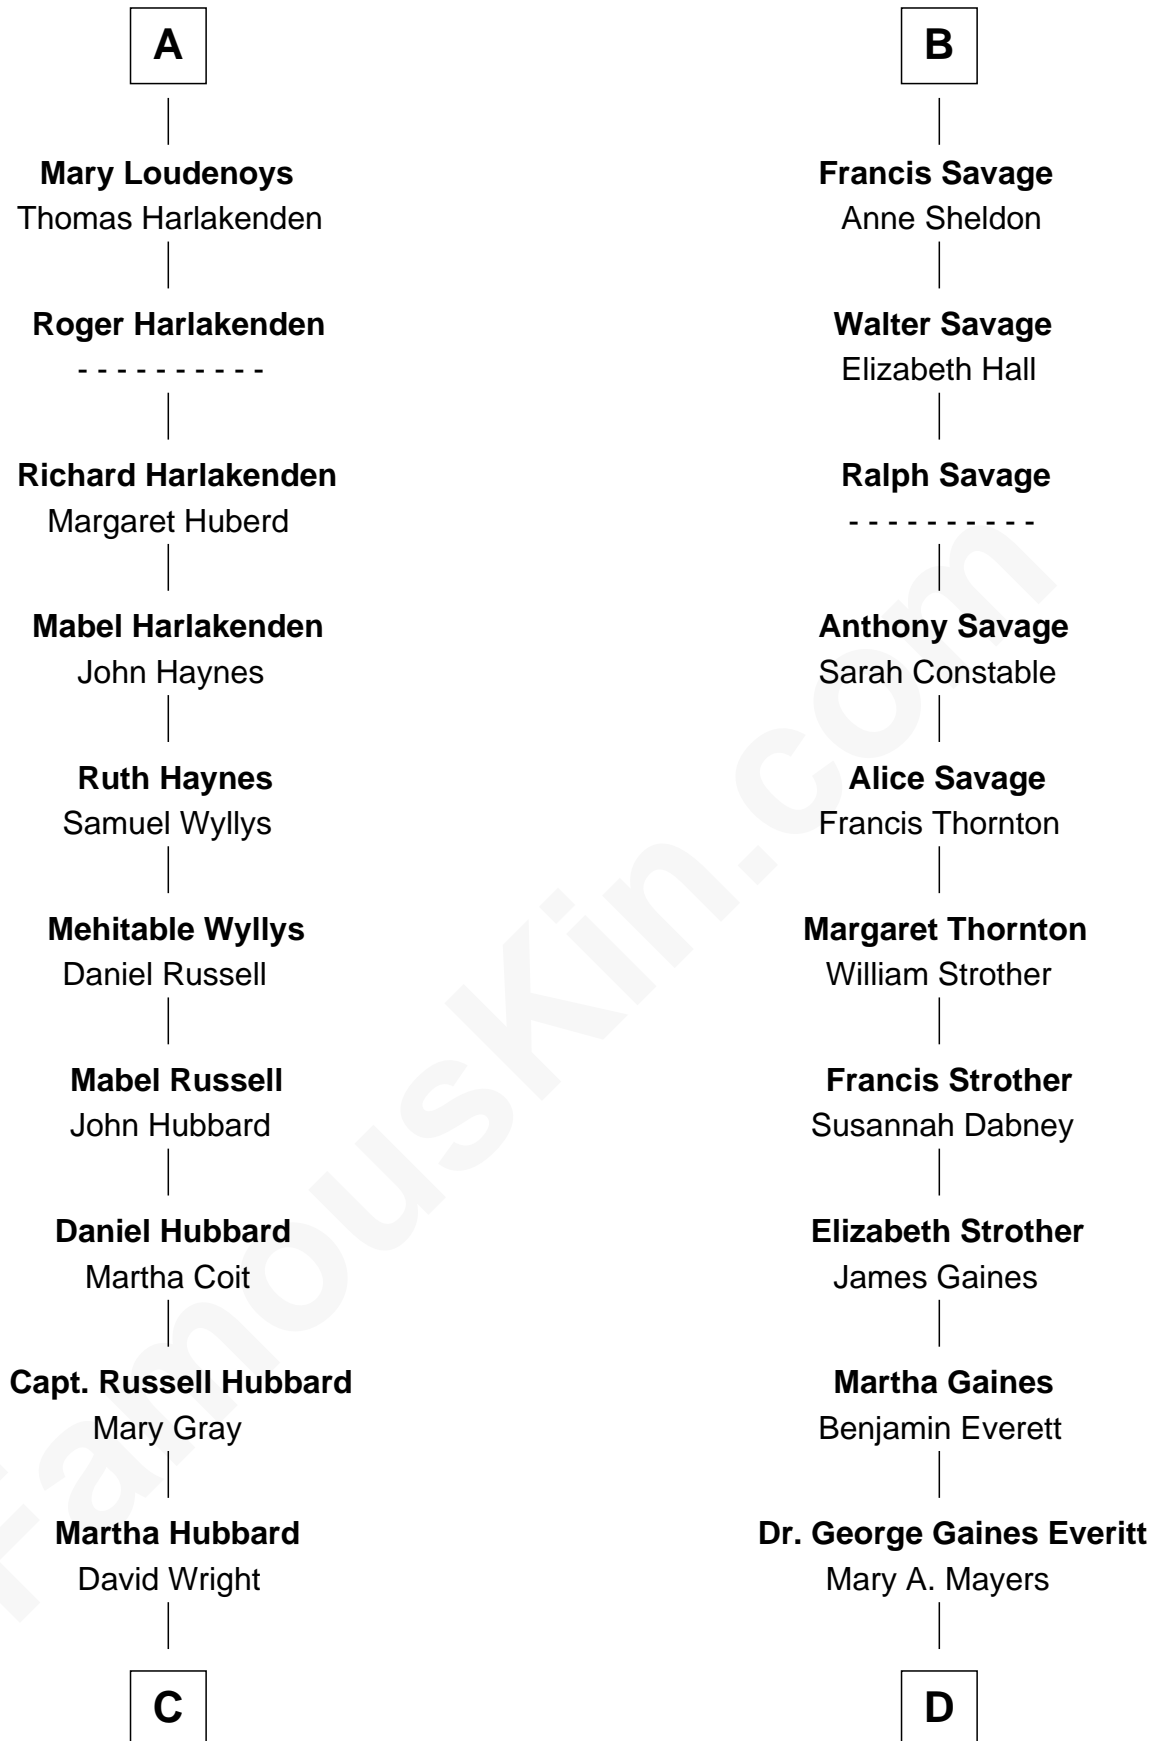 A
Mary Loudenoys
Thomas Harlakenden
Roger Harlakenden
- - - - - - - - - -
Richard Harlakenden
Margaret Huberd
Mabel Harlakenden
John Haynes
Ruth Haynes
Samuel Wyllys
Mehitable Wyllys
Daniel Russell
Mabel Russell
John Hubbard
Daniel Hubbard
Martha Coit
Capt. Russell Hubbard
Mary Gray
Martha Hubbard
David Wright
C
B
Francis Savage
Anne Sheldon
Walter Savage
Elizabeth Hall
Ralph Savage
- - - - - - - - - -
Anthony Savage
Sarah Constable
Alice Savage
Francis Thornton
Margaret Thornton
William Strother
Francis Strother
Susannah Dabney
Elizabeth Strother
James Gaines
Martha Gaines
Benjamin Everett
Dr. George Gaines Everitt
Mary A. Mayers
D
FamousKin.com